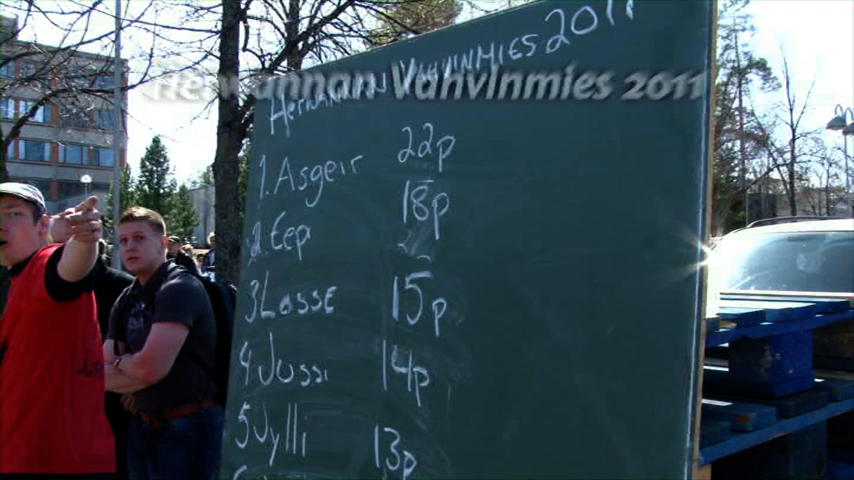 Hervannan Vahvinmies 2011
HERVANNAN VAHVINMIES 2011
1. Asgeir 22p
2. Eep 18p
3 Lasse 15p
4 Jussi 14p
5 Jylli 13p